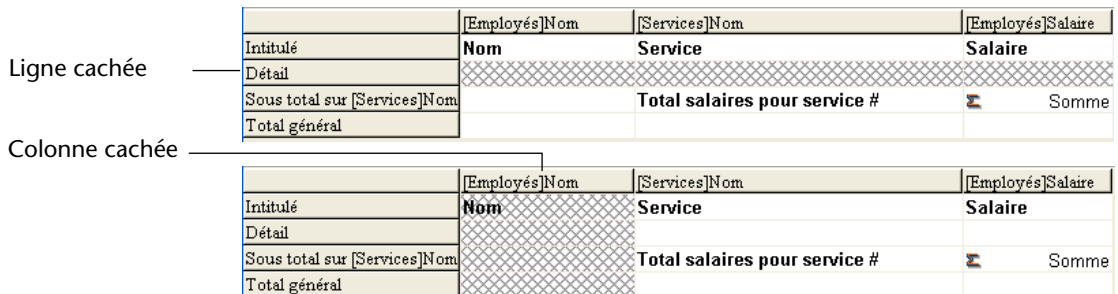 [Employés]Nom [Services]Nom [Employés]Salaire
Intitulé Nom Service Salaire
Ligne cachée
Détail
Sous total sur [Services]Nom Total salaires pour service # Σ Somme
Total général
Colonne cachée
[Employés]Nom [Services]Nom [Employés]Salaire
Intitulé Nom Service Salaire
Détail
Sous total sur [Services]Nom Total salaires pour service # Σ Somme
Total général